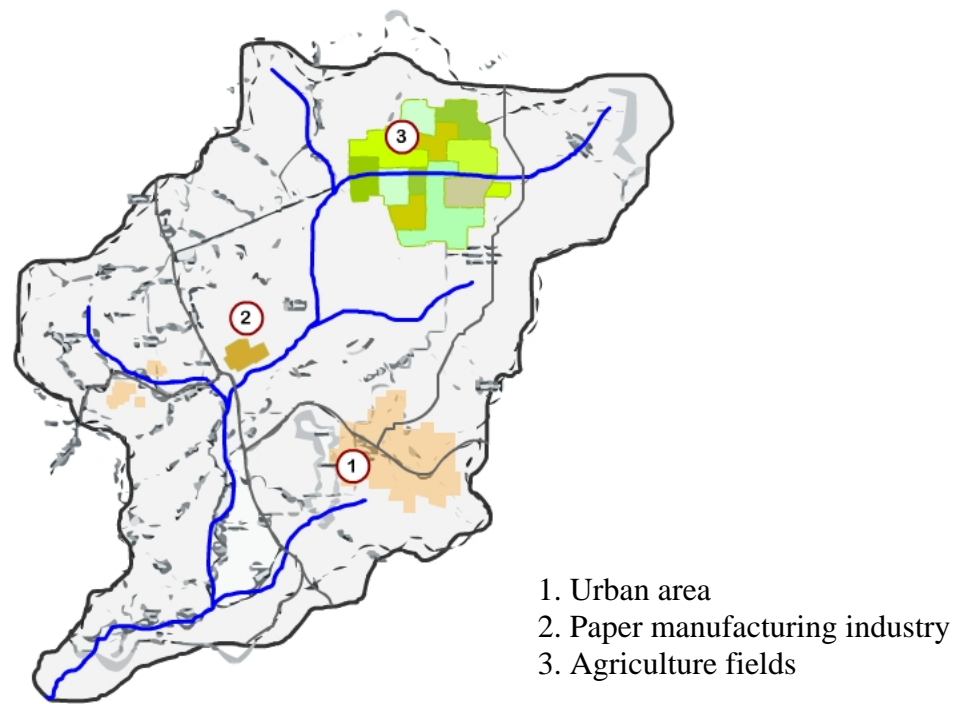 3
2
1
1. Urban area
2. Paper manufacturing industry
3. Agriculture fields